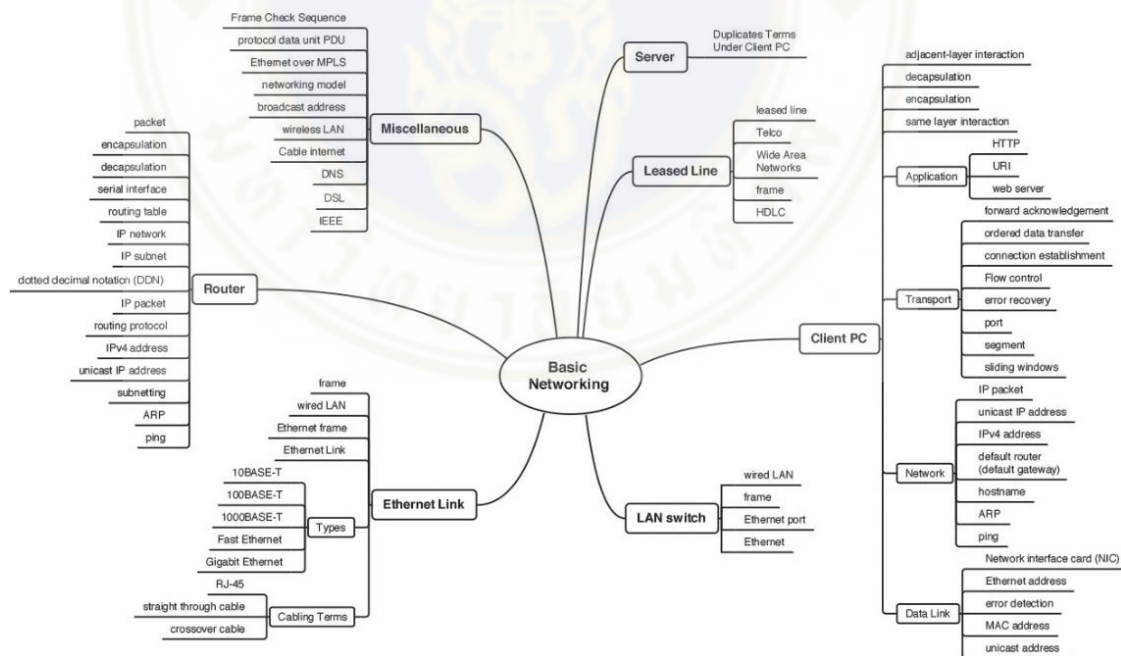 Frame Check Sequence
protocol data unit PDU
Ethernet over MPLS
networking model
broadcast address
wireless LAN
Cable internet
DNS
DSL
IEEE
Miscellaneous
Server
Duplicates Terms
Under Client PC
Leased Line
leased line
Telco
Wide Area
Networks
frame
HDLC
packet
encapsulation
decapsulation
serial interface
routing table
IP network
IP subnet
dotted decimal notation (DDN)
IP packet
routing protocol
IPv4 address
unicast IP address
subnetting
ARP
ping
Router
Basic
Networking
Client PC
adjacent-layer interaction
decapsulation
encapsulation
same layer interaction
Application
HTTP
URI
web server
Transport
forward acknowledgement
ordered data transfer
connection establishment
Flow control
error recovery
port
segment
sliding windows
Network
IP packet
unicast IP address
IPv4 address
default router
(default gateway)
hostname
ARP
ping
Data Link
Network interface card (NIC)
Ethernet address
error detection
MAC address
unicast address
frame
wired LAN
Ethernet frame
Ethernet Link
Ethernet Link
Types
10BASE-T
100BASE-T
1000BASE-T
Fast Ethernet
Gigabit Ethernet
Cabling Terms
RJ-45
straight through cable
crossover cable
LAN switch
wired LAN
frame
Ethernet port
Ethernet